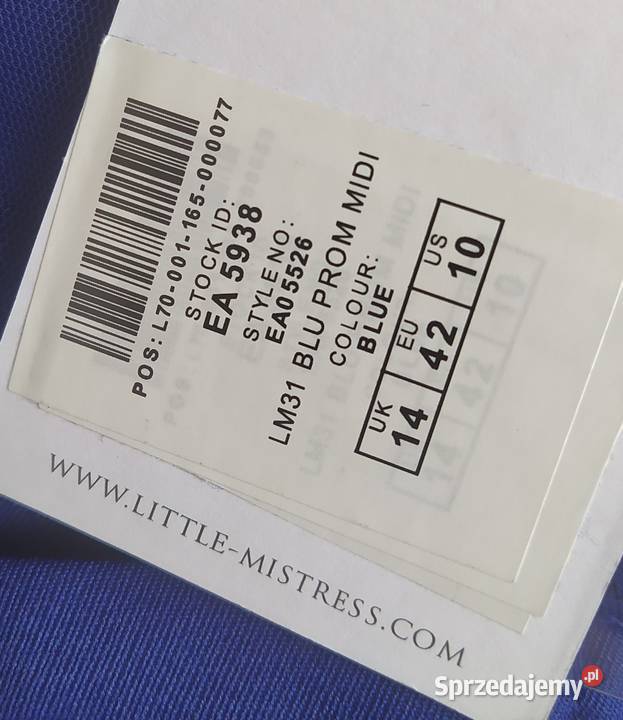 POS: L70-001-165-000077
STOCK ID:
EA 5938
STYLE NO:
EA05526
LM31 BLU PROM MIDI
COLOUR:
BLUE
UK EU US
14 42 10
WWW.LITTLE-MISTRESS.COM
Sprzedajemy.pl